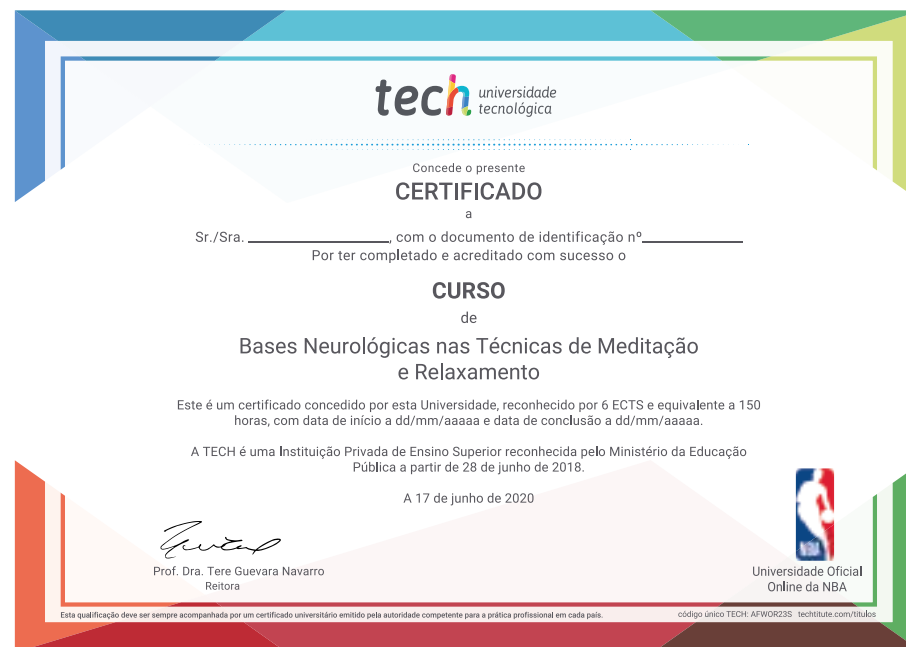 tech universidade
tecnológica
Concede o presente
CERTIFICADO
a
Sr./Sra. ____________________, com o documento de identificação nº______________
Por ter completado e acreditado com sucesso o
CURSO
de
Bases Neurológicas nas Técnicas de Meditação
e Relaxamento
Este é um certificado concedido por esta Universidade, reconhecido por 6 ECTS e equivalente a 150
horas, com data de início a dd/mm/aaaaa e data de conclusão a dd/mm/aaaaa.
A TECH é uma Instituição Privada de Ensino Superior reconhecida pelo Ministério da Educação
Pública a partir de 28 de junho de 2018.
A 17 de junho de 2020
Prof. Dra. Tere Guevara Navarro
Reitora
NBA
Universidade Oficial
Online da NBA
Esta qualificação deve ser sempre acompanhada por um certificado universitário emitido pela autoridade competente para a prática profissional em cada país.
código único TECH: AFWOR23S techtitute.com/titulos